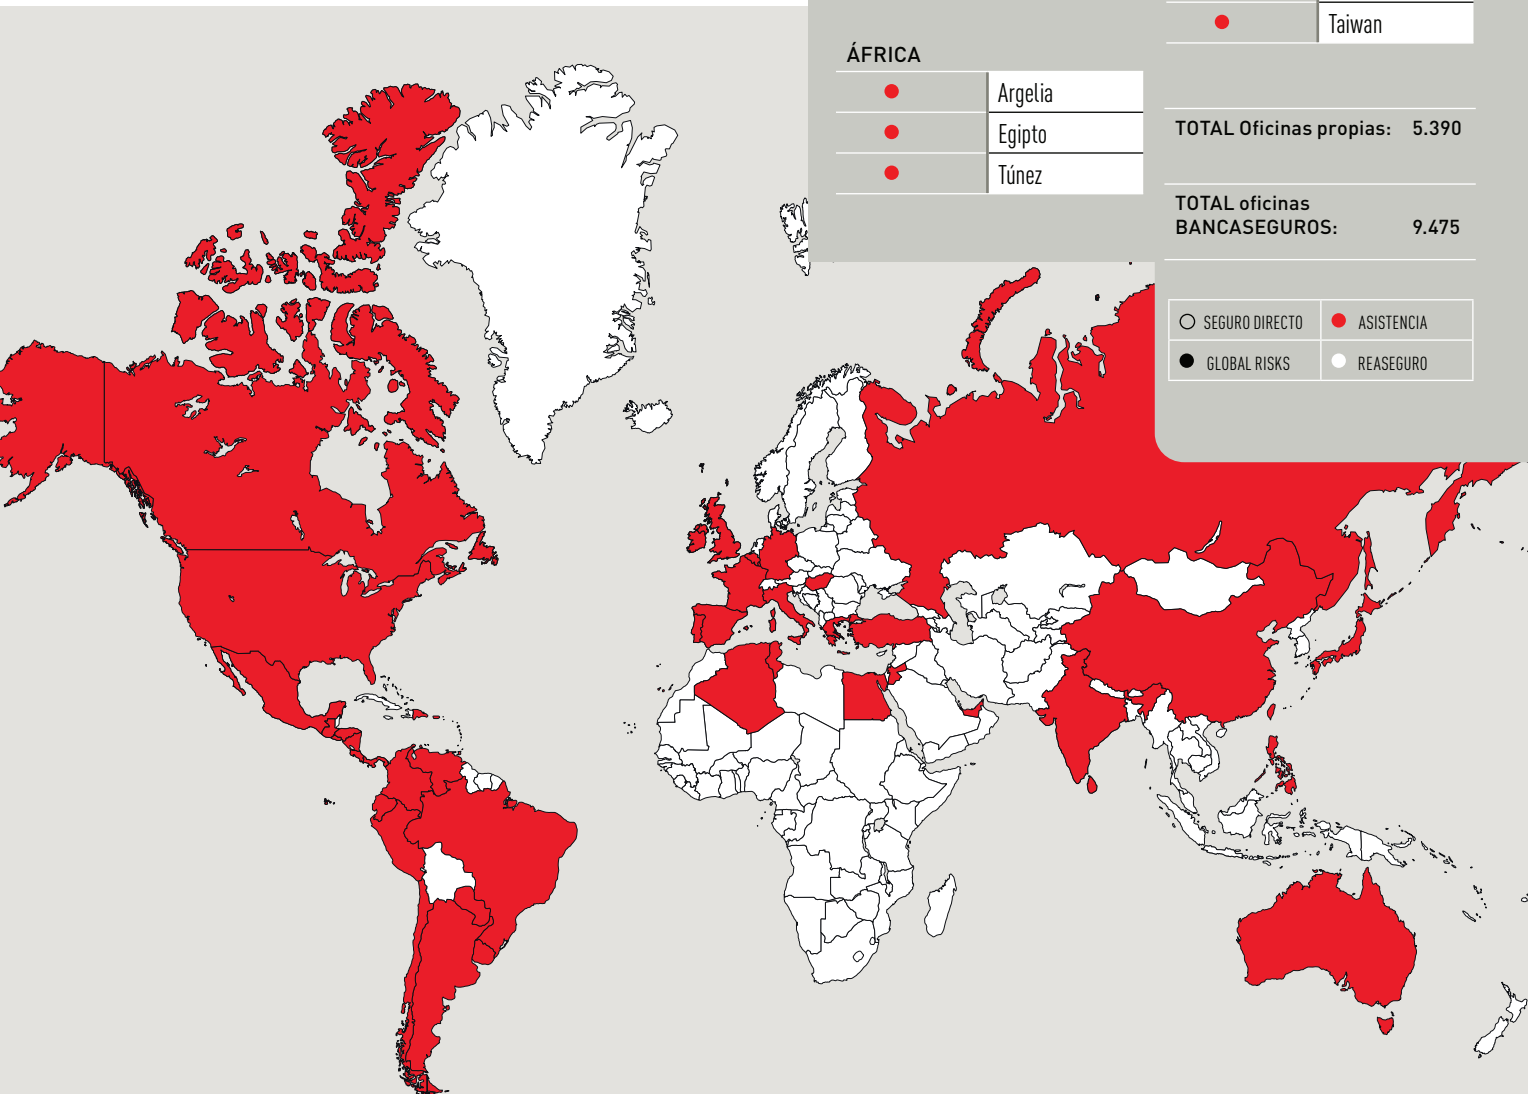 ÁFRICA
Argelia
Egipto
Túnez
Taiwan
TOTAL Oficinas propias: 5.390
TOTAL oficinas
BANCASEGUROS: 9.475
SEGURO DIRECTO
ASISTENCIA
GLOBAL RISKS
REASEGURO